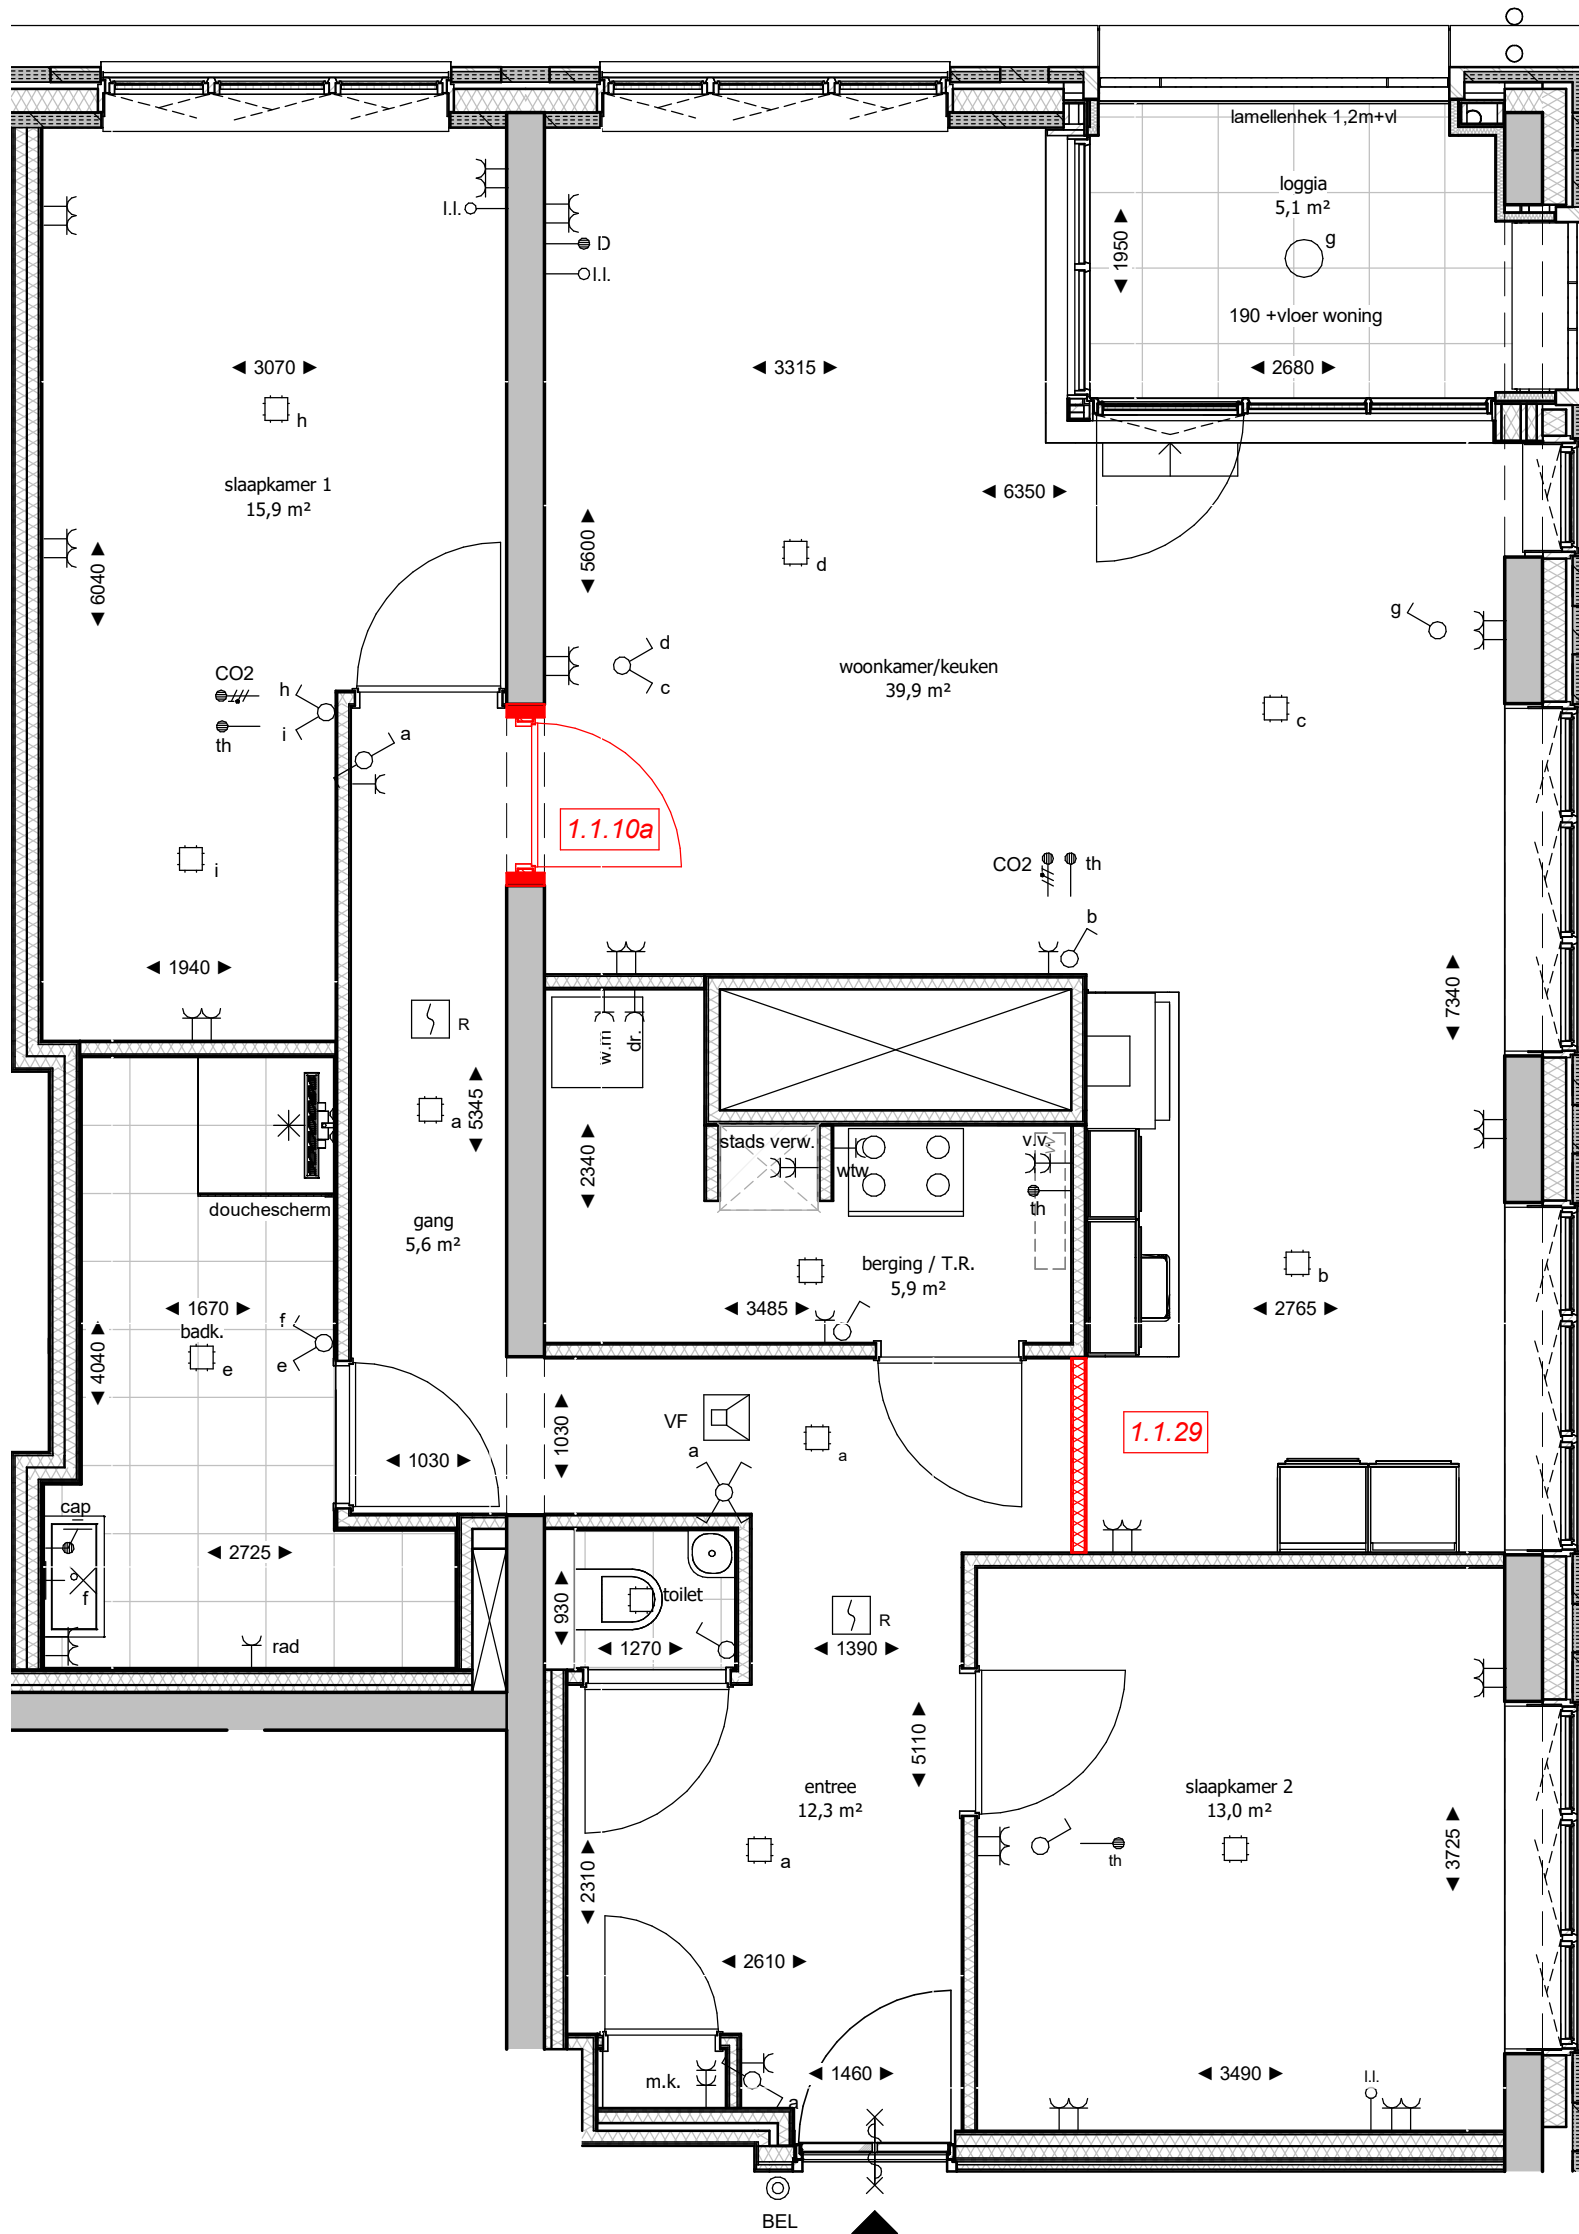 lamellenhek 1,2m+vl
loggia
5,1 m²
g
1950
190 +vloer woning
2680
l.l.
D
l.l.
3070
h
slaapkamer 1
15,9 m²
6040
3315
6350
5600
d
d
c
g
woonkamer/keuken
39,9 m²
c
CO2
h
th
i
a
1.1.10a
i
CO2
th
b
1940
7340
R
w.m
dr.
a
5345
2340
stads verw.
wtw
v.v.
th
douchescherm
gang
5,6 m²
berging / T.R.
5,9 m²
b
3485
2765
1670
badk.
f
e
e
4040
VF
a
a
1030
1030
1.1.29
cap
2725
f
rad
930
toilet
1270
R
1390
5110
entree
12,3 m²
slaapkamer 2
13,0 m²
a
th
2310
3725
2610
m.k.
a
1460
3490
l.l.
BEL